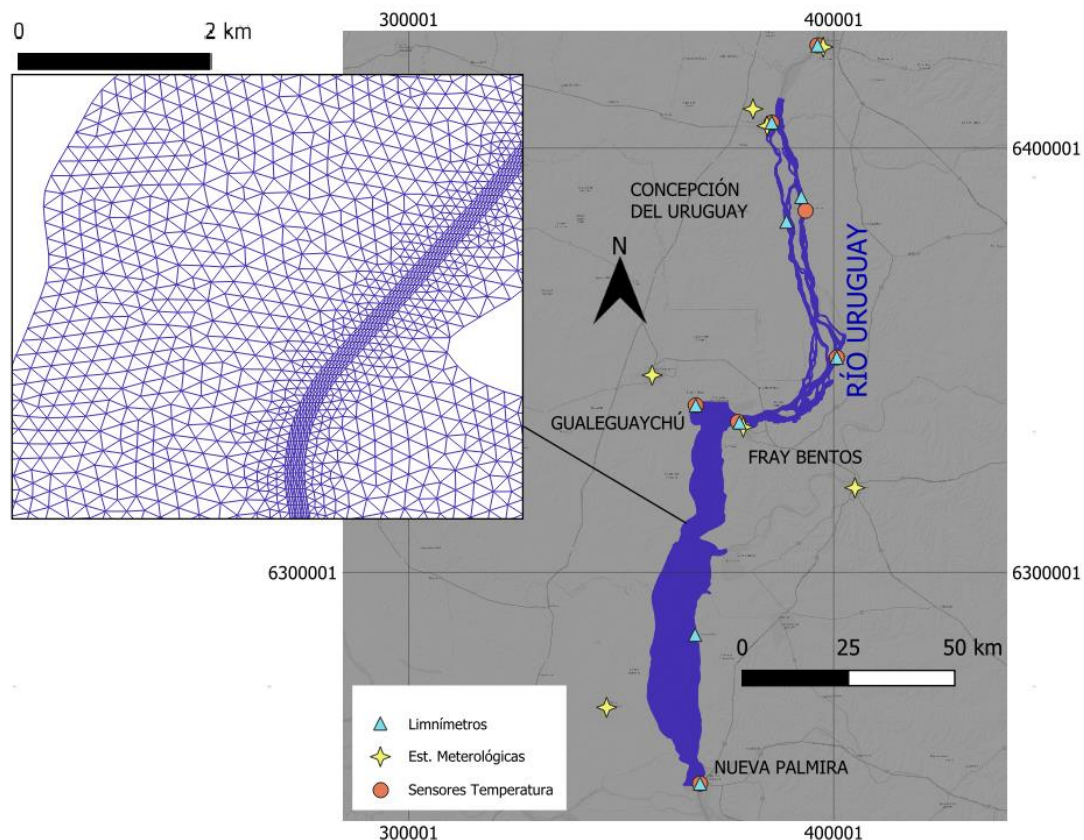 0 2 km
300001 400001
6400001
CONCEPCIÓN
DEL URUGUAY
RÍO URUGUAY
N
GUALEGUAYCHÚ
FRAY BENTOS
6300001 6300001
0 25 50 km
Limnímetros
Est. Meterológicas
Sensores Temperatura
NUEVA PALMIRA
300001 400001